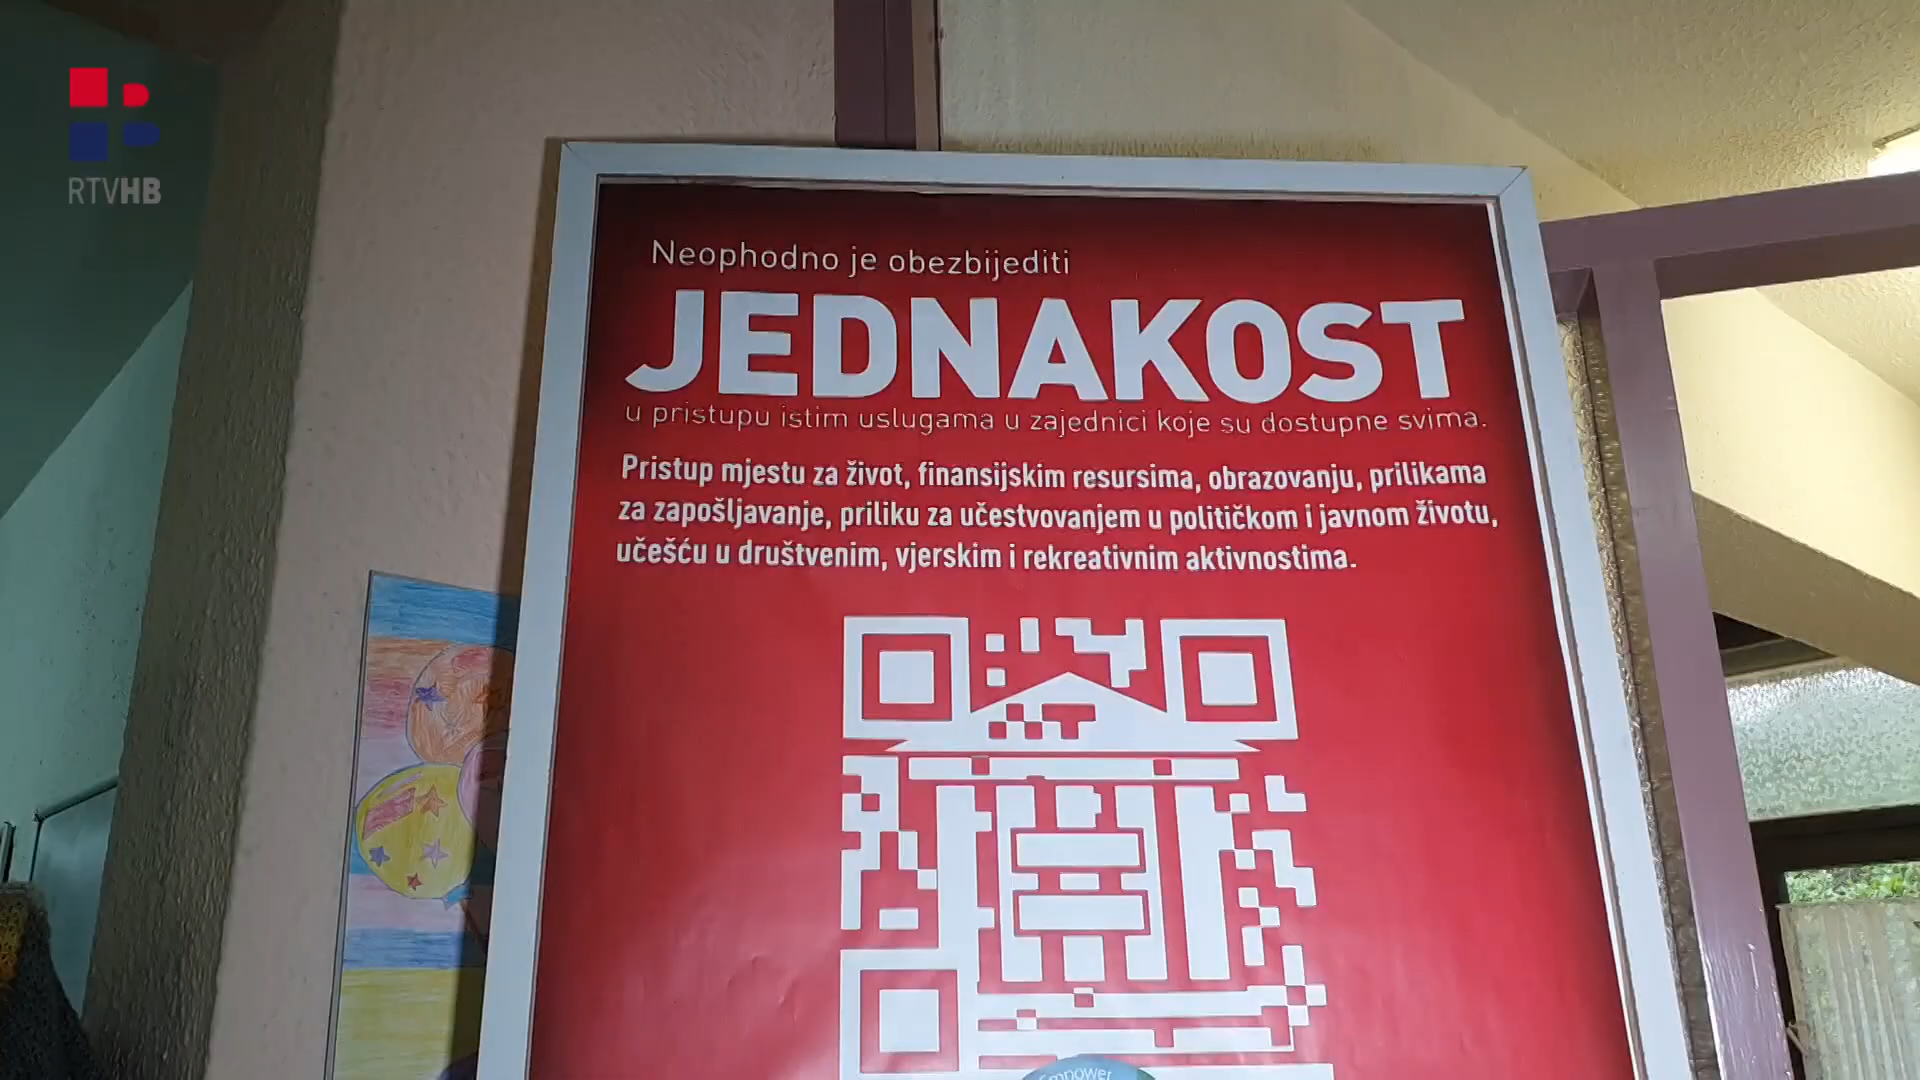 RTVHB
Neophodno je obezbijediti
JEDNAKOST
u pristupu istim uslugama u zajednici koje su dostupne svima.
Pristup mjestu za život, finansijskim resursima, obrazovanju, prilikama
za zapošljavanje, priliku za učestvovanjem u političkom i javnom životu,
učešću u društvenim, vjerskim i rekreativnim aktivnostima.
Empower